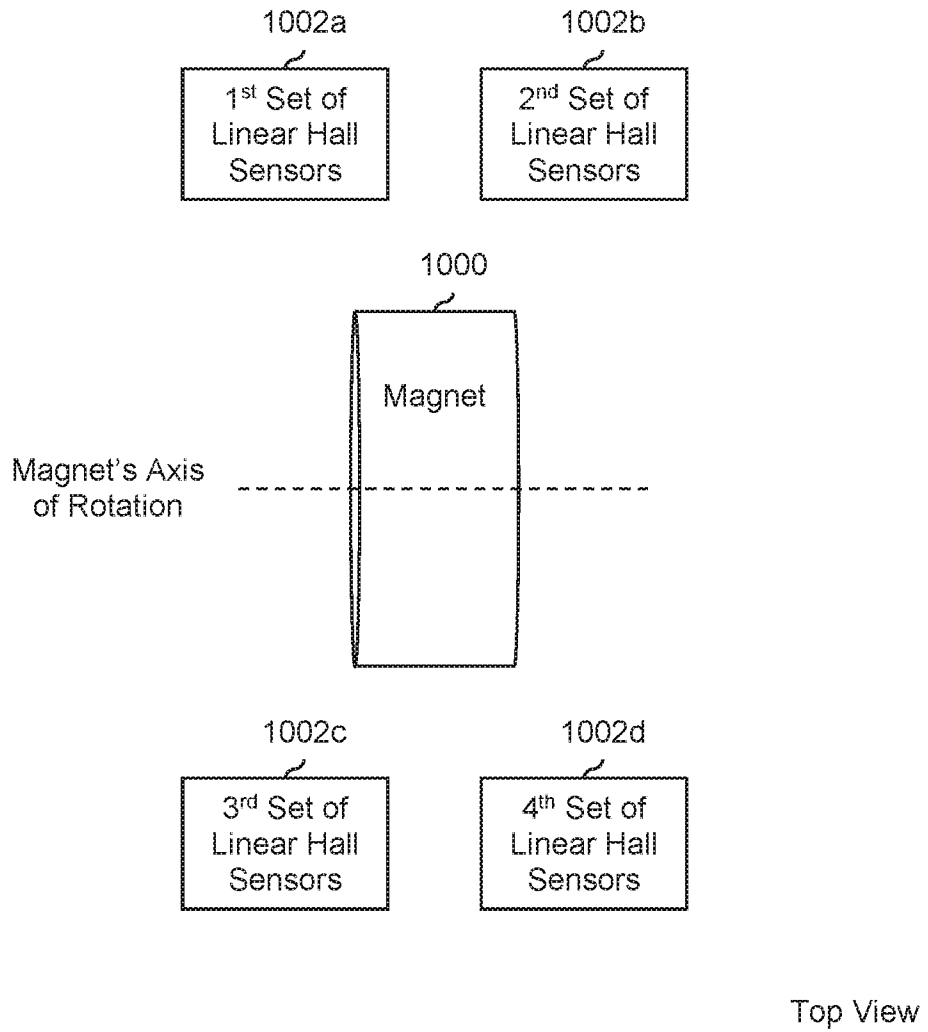 1002a
1002b
1st Set of
Linear Hall
Sensors
2nd Set of
Linear Hall
Sensors
1000
Magnet
Magnet's Axis
of Rotation
1002c
1002d
3rd Set of
Linear Hall
Sensors
4th Set of
Linear Hall
Sensors
Top View